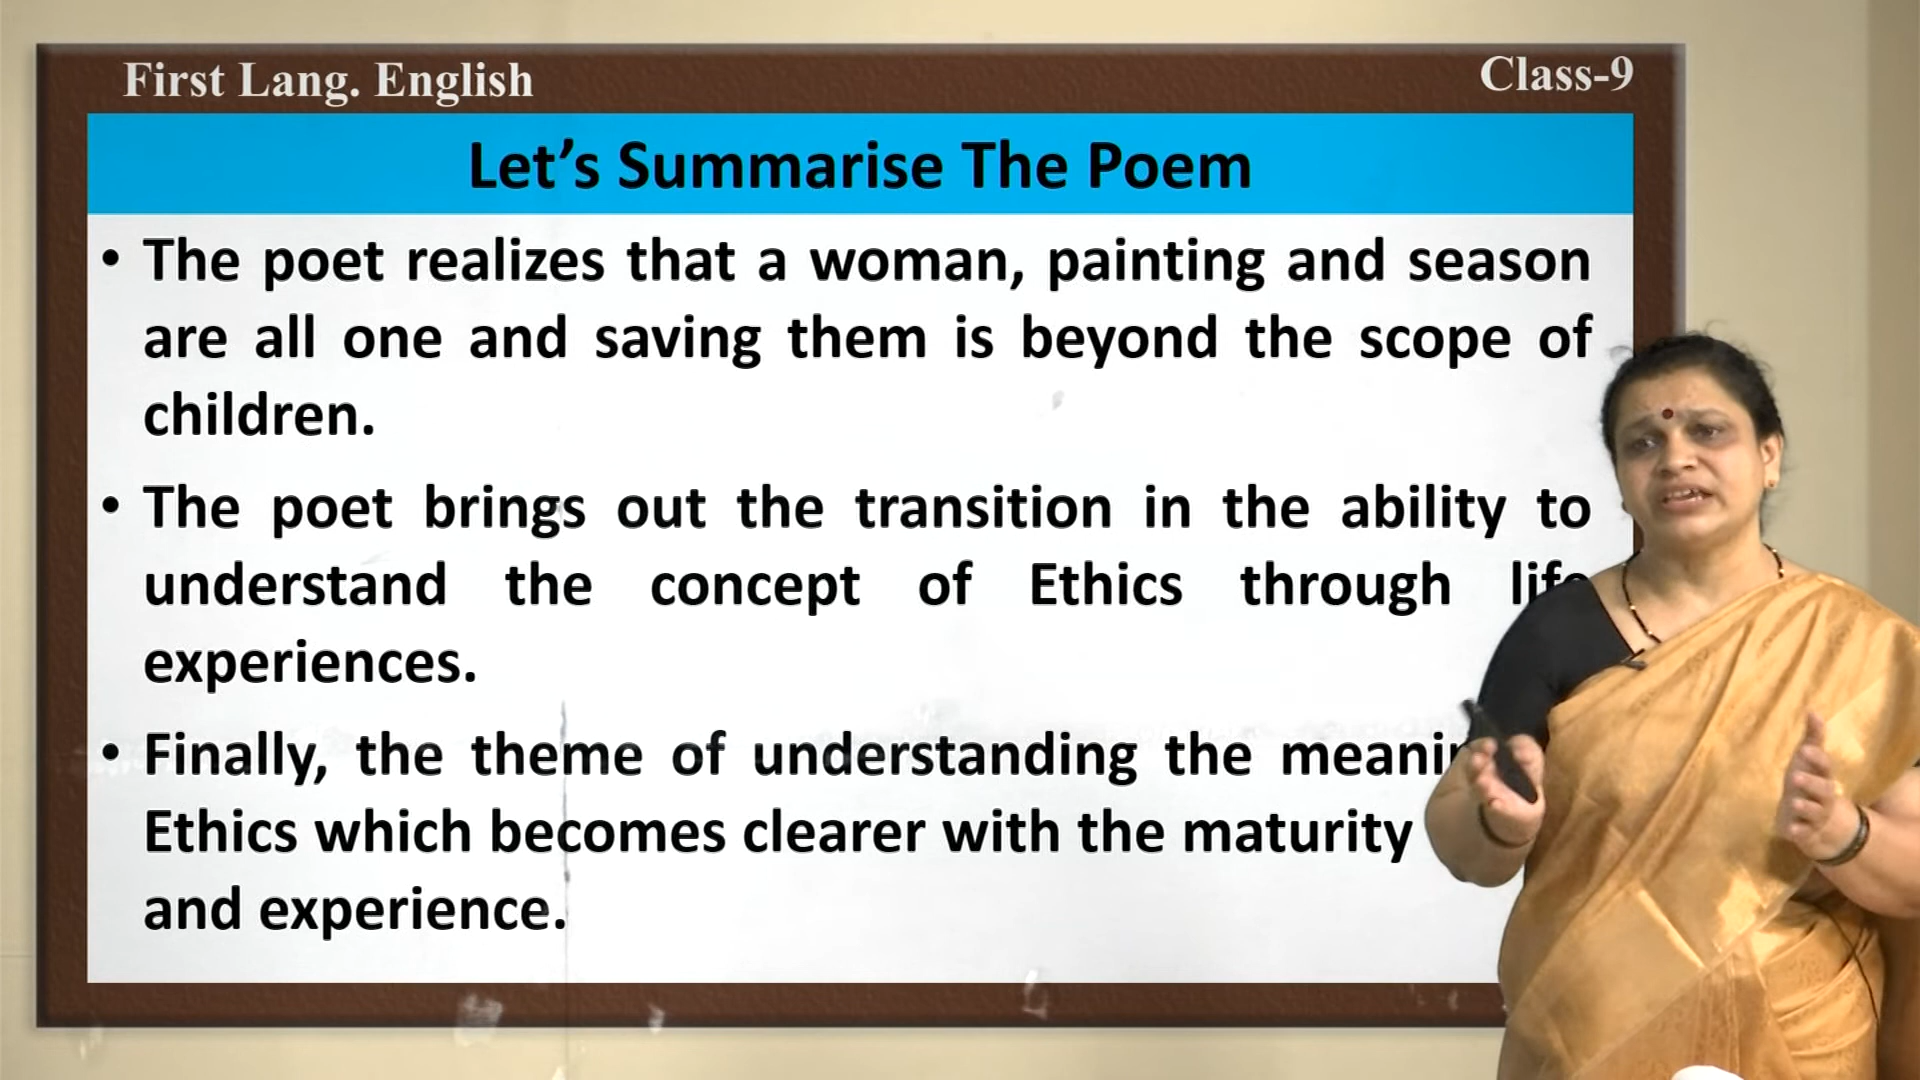 First Lang. English
Class-9
Let's Summarise The Poem
• The poet realizes that a woman, painting and season
are all one and saving them is beyond the scope of
children.
• The poet brings out the transition in the ability to
understand the concept of Ethics through
experiences.
• Finally, the theme of understanding the
Ethics which becomes clearer with the maturity
and experience.